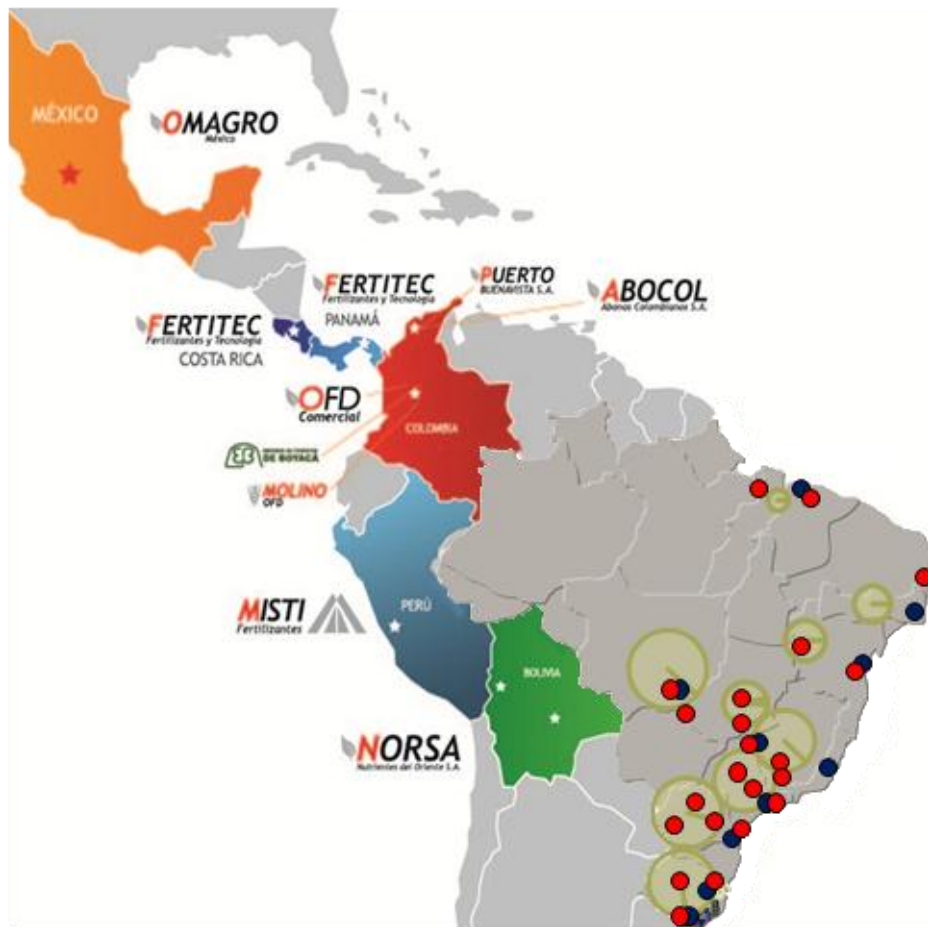 MÉXICO
OMAGRO
México
FERTITEC
Fertilizantes y Tecnología
PANAMÁ
PUERTO
BUENAVISTA S.A.
ABOCOL
Abonos Colombianos S.A.
FERTITEC
Fertilizantes y Tecnología
COSTA RICA
OFD
Comercial
COLOMBIA
DE BOYACÁ
MOLINO
OFD
MISTI
Fertilizantes
PERÚ
BOLIVIA
NORSA
Nutrientes del Oriente S.A.